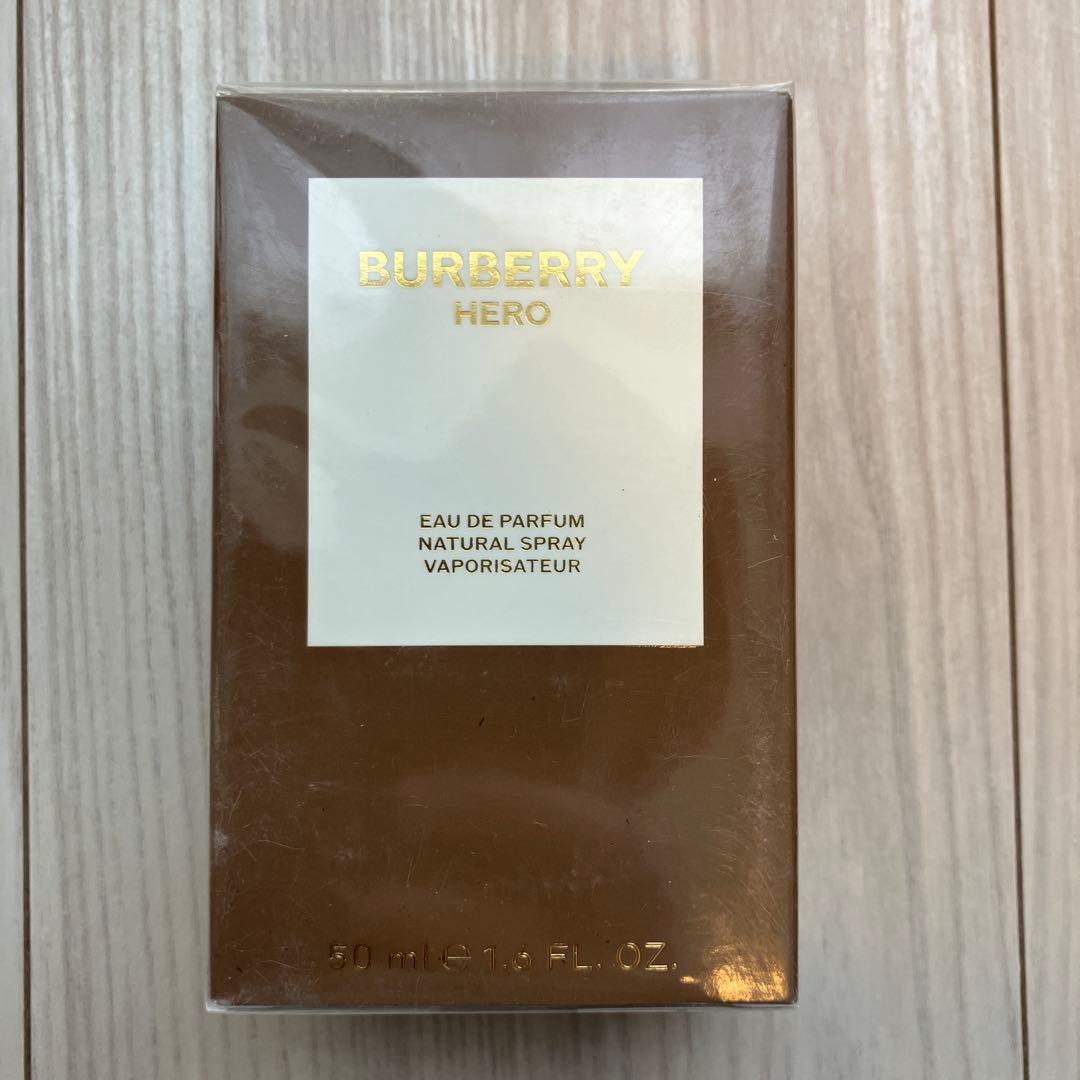 BURBERRY
HERO
EAU DE PARFUM
NATURAL SPRAY
VAPORISATEUR
50 ml ℮ 1.6 FL. OZ.